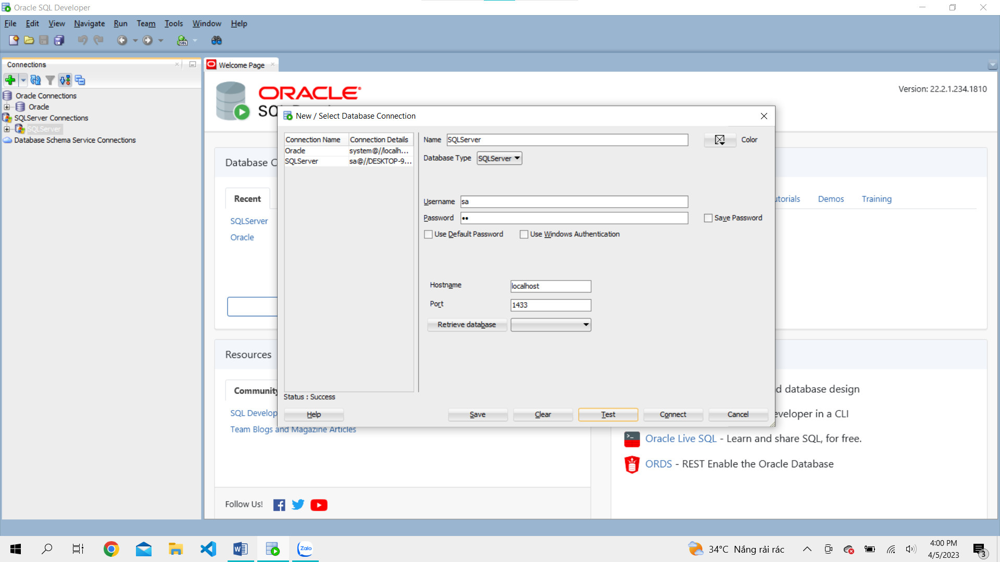 Oracle SQL Developer
File Edit View Navigate Run Team Tools Window Help
Connections
Oracle Connections
Oracle
SQLServer Connections
SQLServer
Database Schema Service Connections
Welcome Page
ORACLE
SQ
Version: 22.2.1.234.1810
Database C
Recent
SQLServer
Oracle
utorials Demos Training
New / Select Database Connection
Connection Name Connection Details
Oracle system@//localh...
SQLServer sa@//DESKTOP-9...
Name SQLServer
Color
Database Type SQLServer
Username sa
Password ••
Save Password
Use Default Password Use Windows Authentication
Hostname localhost
Port 1433
Retrieve database
Status : Success
Help Save Clear Test Connect Cancel
Resources
Community
SQL Develop
Team Blogs and Magazine Articles
d database design
eveloper in a CLI
Oracle Live SQL - Learn and share SQL, for free.
ORDS - REST Enable the Oracle Database
Follow Us!
Zalo
34°C Nắng rải rác
4:00 PM
4/5/2023
3